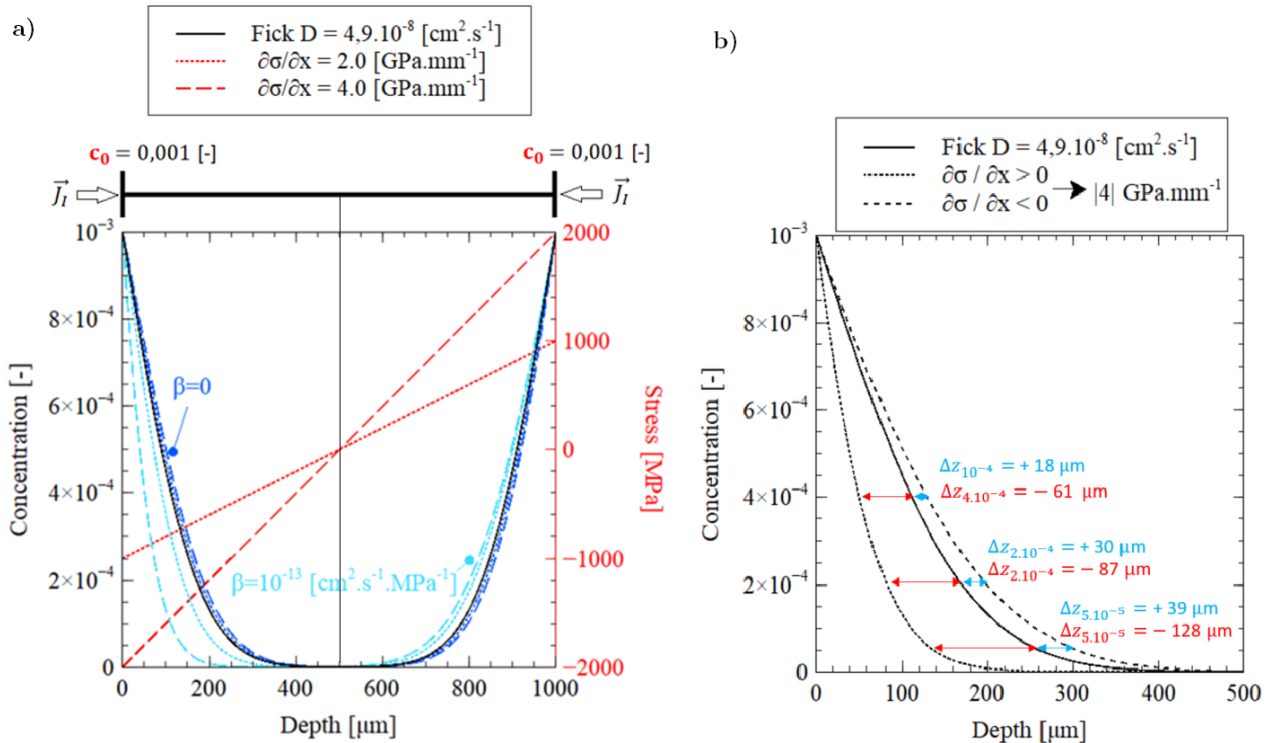 a)
Fick D = 4,9.10⁻⁸ [cm².s⁻¹]
∂σ/∂x = 2.0 [GPa.mm⁻¹]
∂σ/∂x = 4.0 [GPa.mm⁻¹]
c₀ = 0,001 [-]
c₀ = 0,001 [-]
J_I
J_I
10⁻³
8×10⁻⁴
6×10⁻⁴
4×10⁻⁴
2×10⁻⁴
0
Concentration [-]
β=0
β=10⁻¹³ [cm².s⁻¹.MPa⁻¹]
2000
1000
0
−1000
−2000
Stress [MPa]
0 200 400 600 800 1000
Depth [µm]
b)
Fick D = 4,9.10⁻⁸ [cm².s⁻¹]
∂σ / ∂x > 0
∂σ / ∂x < 0
|4| GPa.mm⁻¹
10⁻³
8×10⁻⁴
6×10⁻⁴
4×10⁻⁴
2×10⁻⁴
0
Concentration [-]
Δz₁₀₋₄ = + 18 µm
Δz₄.₁₀₋₄ = − 61 µm
Δz₂.₁₀₋₄ = + 30 µm
Δz₂.₁₀₋₄ = − 87 µm
Δz₅.₁₀₋₅ = +39 µm
Δz₅.₁₀₋₅ = − 128 µm
0 100 200 300 400 500
Depth [µm]